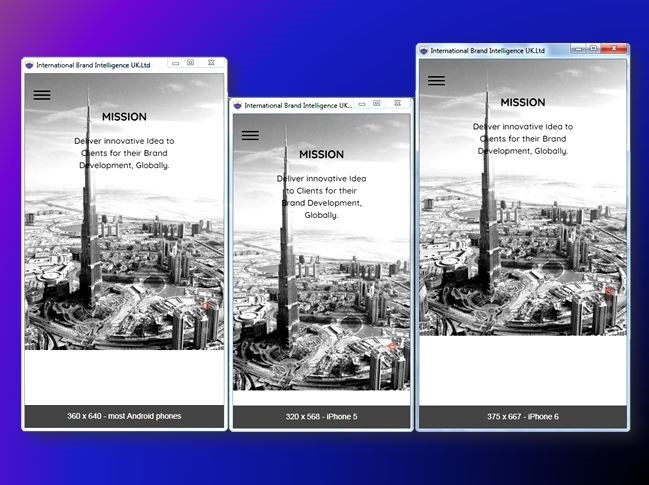 International Brand Intelligence UK.Ltd
MISSION
Deliver innovative Idea to
Clients for their Brand
Development, Globally.
360 x 640 - most Android phones
International Brand Intelligence UK...
MISSION
Deliver innovative Idea
to Clients for their
Brand Development,
Globally.
320 x 568 - iPhone 5
International Brand Intelligence UK.Ltd
MISSION
Deliver innovative Idea to
Clients for their Brand
Development, Globally.
375 x 667 - iPhone 6